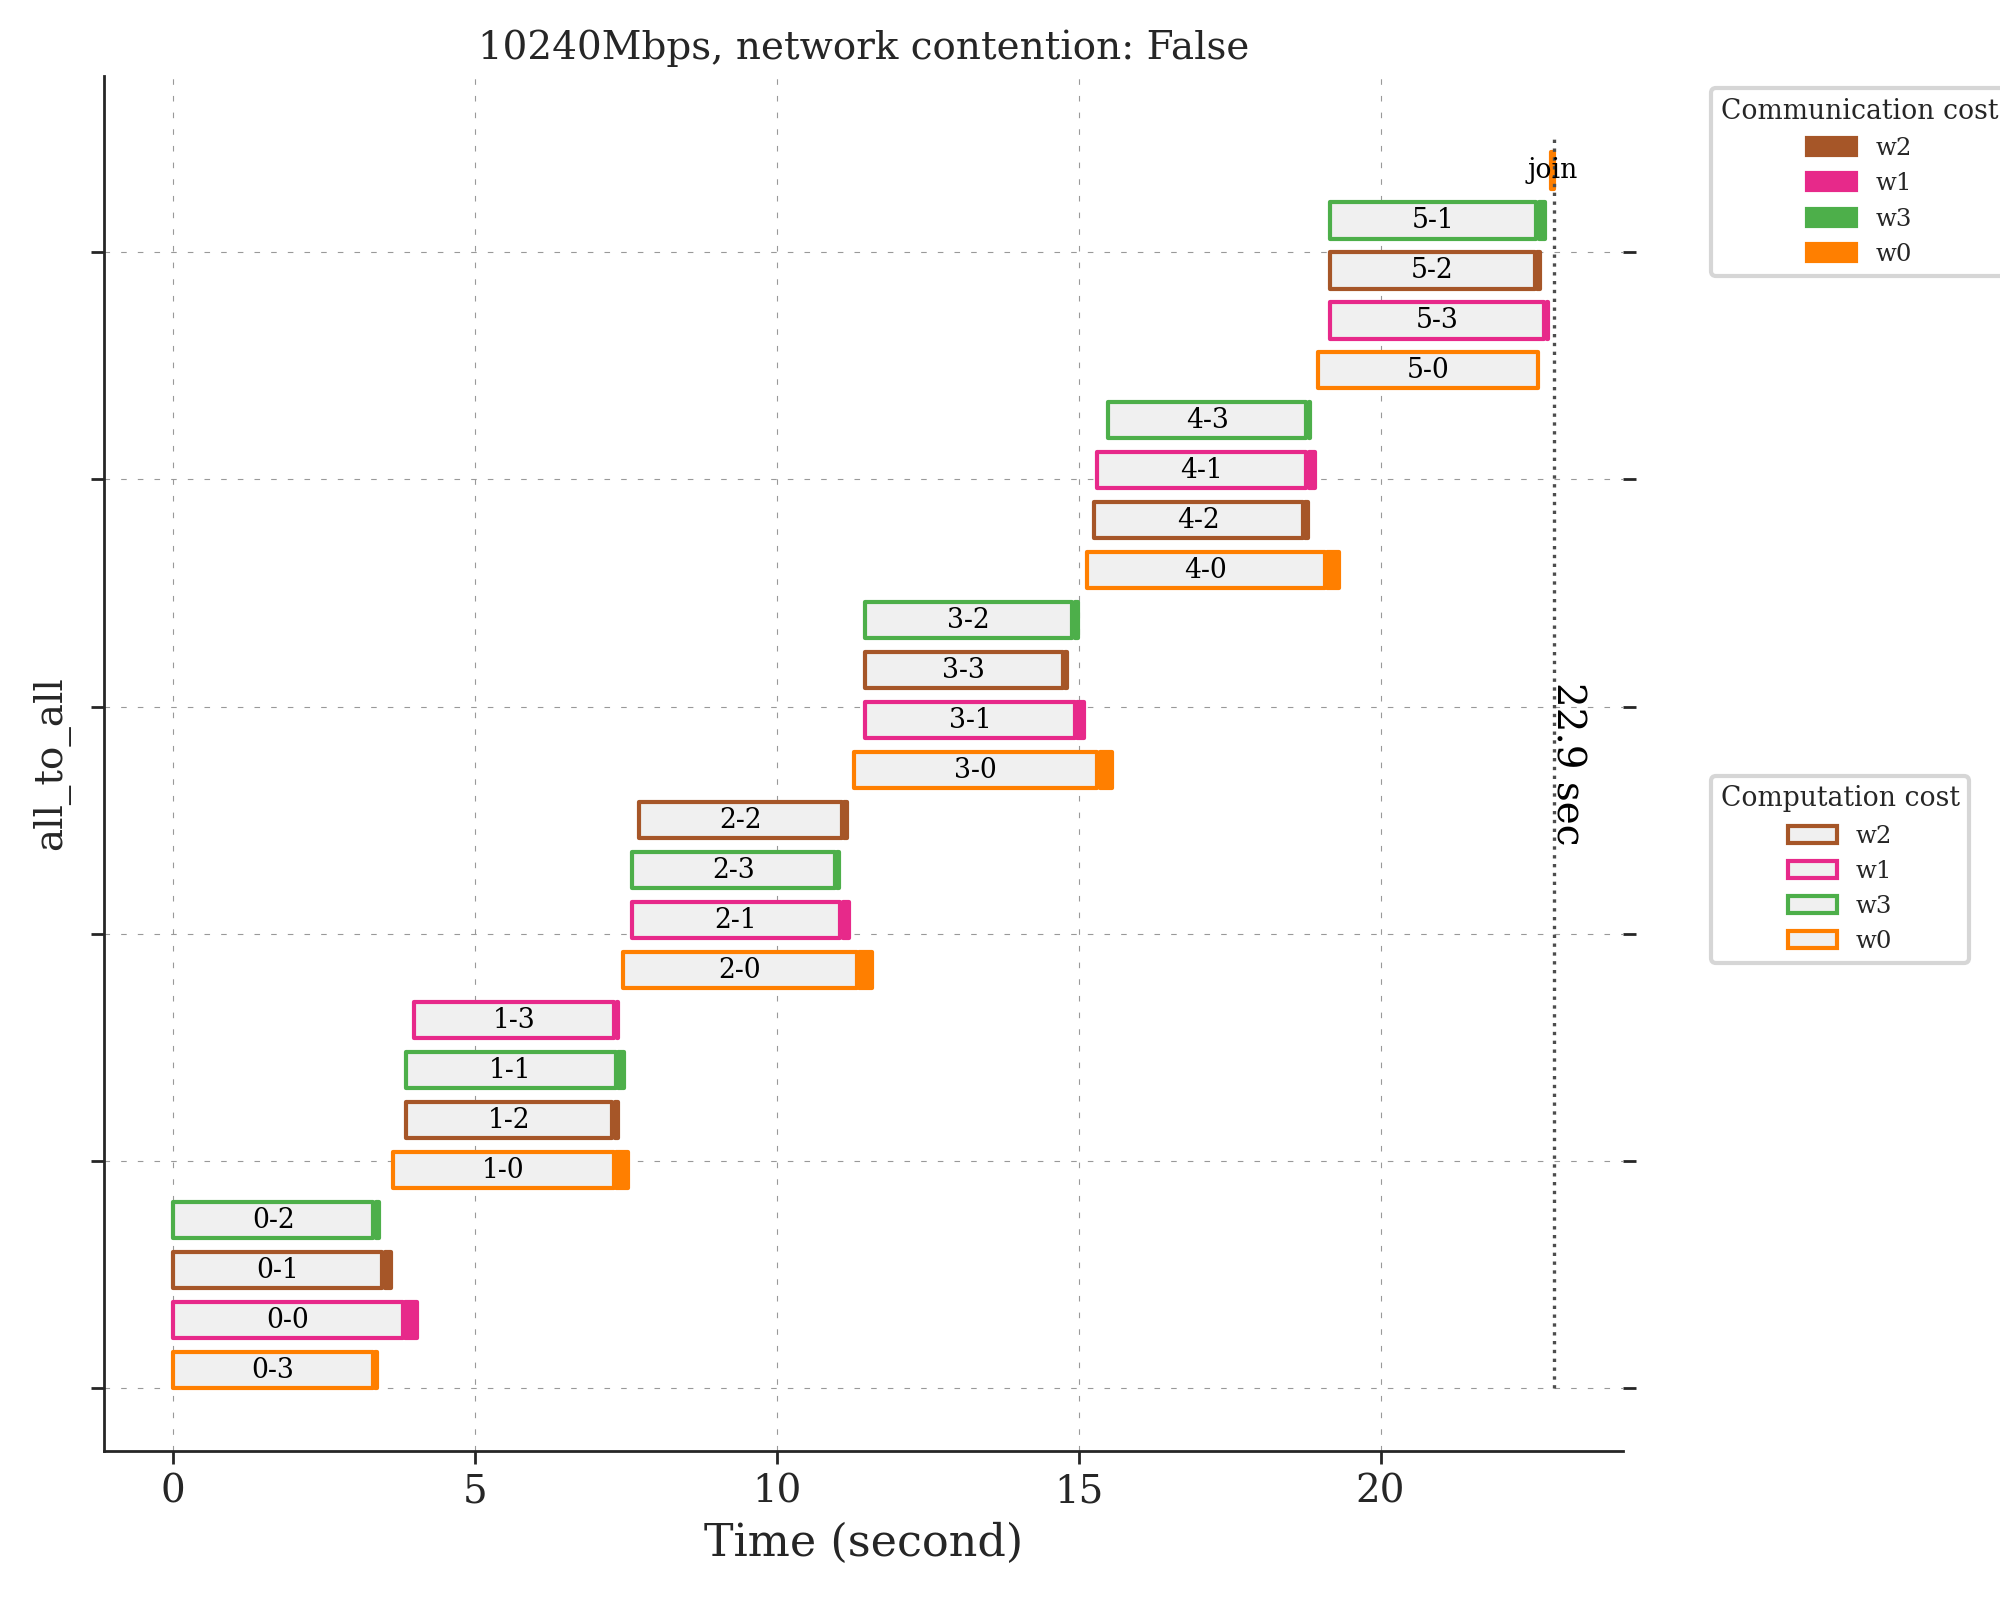 10240Mbps, network contention: False
Communication cost
w2
w1
w3
w0
join
5-1
5-2
5-3
5-0
4-3
4-1
4-2
4-0
3-2
3-3
3-1
3-0
2-2
2-3
2-1
2-0
1-3
1-1
1-2
1-0
0-2
0-1
0-0
0-3
22.9 sec
all_to_all
Computation cost
w2
w1
w3
w0
0 5 10 15 20
Time (second)